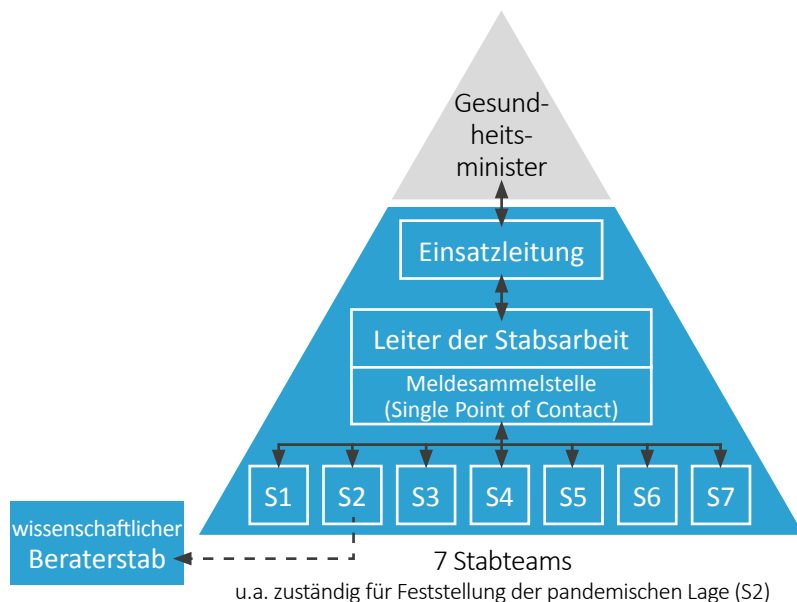 Gesund-
heits-
minister
Einsatzleitung
Leiter der Stabsarbeit
Meldesammelstelle
(Single Point of Contact)
S1 S2 S3 S4 S5 S6 S7
wissenschaftlicher
Beraterstab
7 Stabteams
u.a. zuständig für Feststellung der pandemischen Lage (S2)